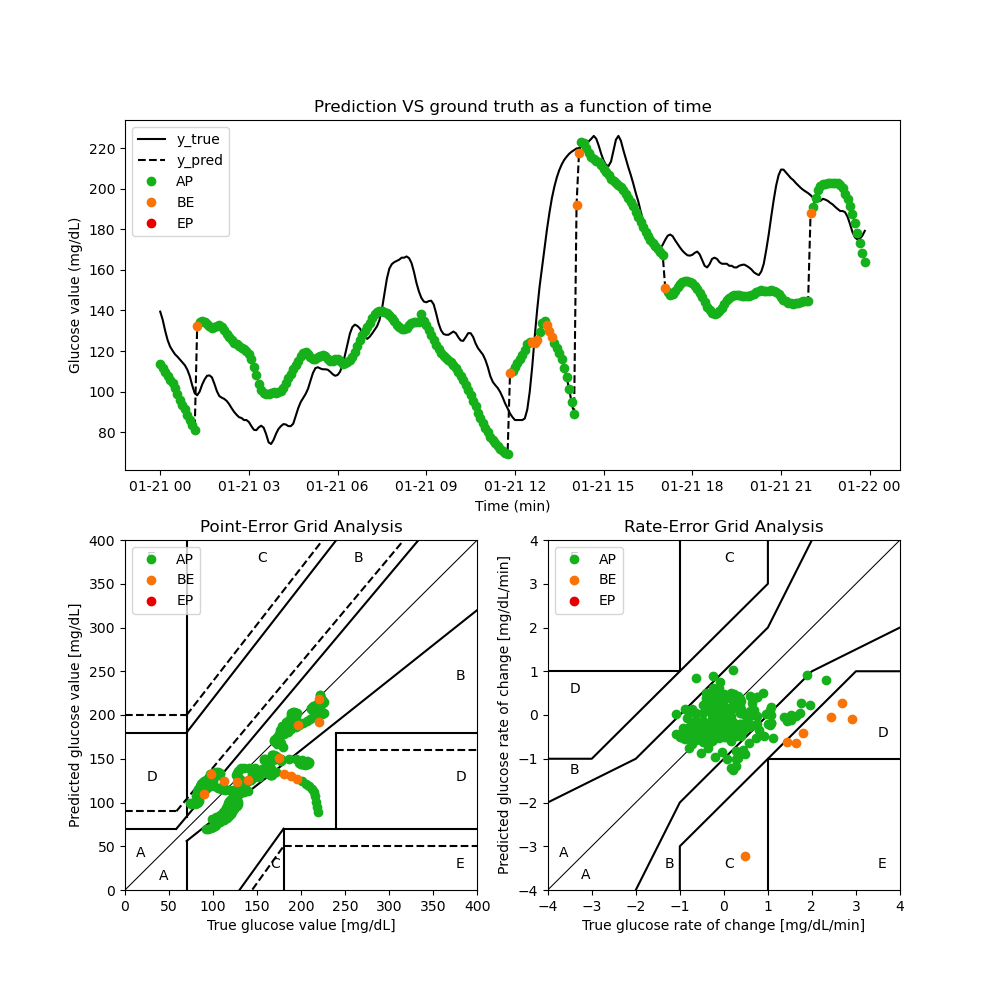 Prediction VS ground truth as a function of time
Glucose value (mg/dL)
220
200
180
160
140
120
100
80
y_true
y_pred
AP
BE
EP
01-21 00 01-21 03 01-21 06 01-21 09 01-21 12 01-21 15 01-21 18 01-21 21 01-22 00
Time (min)
Point-Error Grid Analysis
Predicted glucose value [mg/dL]
400
350
300
250
200
150
100
50
0
AP
BE
EP
C
B
B
D
D
A
A
C
E
0 50 100 150 200 250 300 350 400
True glucose value [mg/dL]
Rate-Error Grid Analysis
Predicted glucose rate of change [mg/dL/min]
4
3
2
1
0
−1
−2
−3
−4
AP
BE
EP
C
D
D
B
A
A
B
C
E
−4 −3 −2 −1 0 1 2 3 4
True glucose rate of change [mg/dL/min]